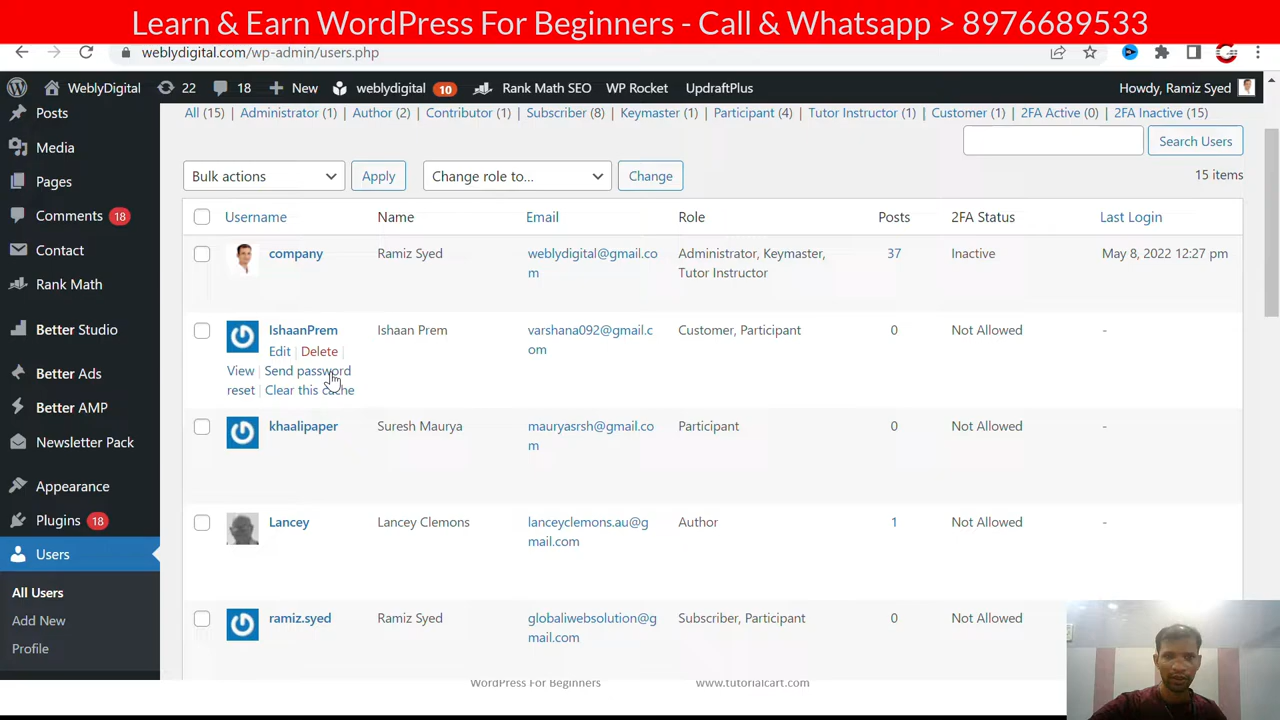 Learn & Earn WordPress For Beginners - Call & Whatsapp > 8976689533
weblydigital.com/wp-admin/users.php
WeblyDigital 22 18 + New weblydigital 10 Rank Math SEO WP Rocket UpdraftPlus Howdy, Ramiz Syed
Posts
Media
Pages
Comments 18
Contact
Rank Math
Better Studio
Better Ads
Better AMP
Newsletter Pack
Appearance
Plugins 18
Users
All Users
Add New
Profile
All (15) | Administrator (1) | Author (2) | Contributor (1) | Subscriber (8) | Keymaster (1) | Participant (4) | Tutor Instructor (1) | Customer (1) | 2FA Active (0) | 2FA Inactive (15)
Search Users
Bulk actions Apply Change role to... Change 15 items
Username Name Email Role Posts 2FA Status Last Login
company Ramiz Syed weblydigital@gmail.co Administrator, Keymaster, 37 Inactive May 8, 2022 12:27 pm
m Tutor Instructor
IshaanPrem Ishaan Prem varshana092@gmail.c Customer, Participant 0 Not Allowed -
Edit | Delete | om
View | Send password
reset | Clear this cache
khaalipaper Suresh Maurya mauryasrsh@gmail.co Participant 0 Not Allowed -
m
Lancey Lancey Clemons lanceyclemons.au@g Author 1 Not Allowed -
mail.com
ramiz.syed Ramiz Syed globaliwebsolution@g Subscriber, Participant 0 Not Allowed
mail.com
WordPress For Beginners www.tutorialcart.com